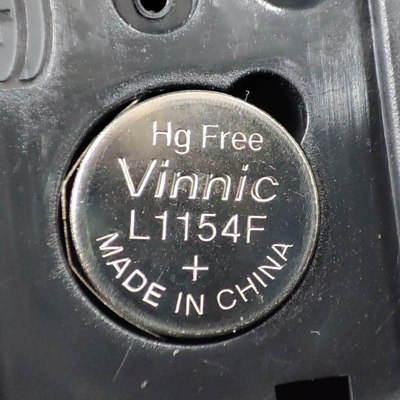 Hg Free
Vinnic
L1154F
+
MADE IN CHINA